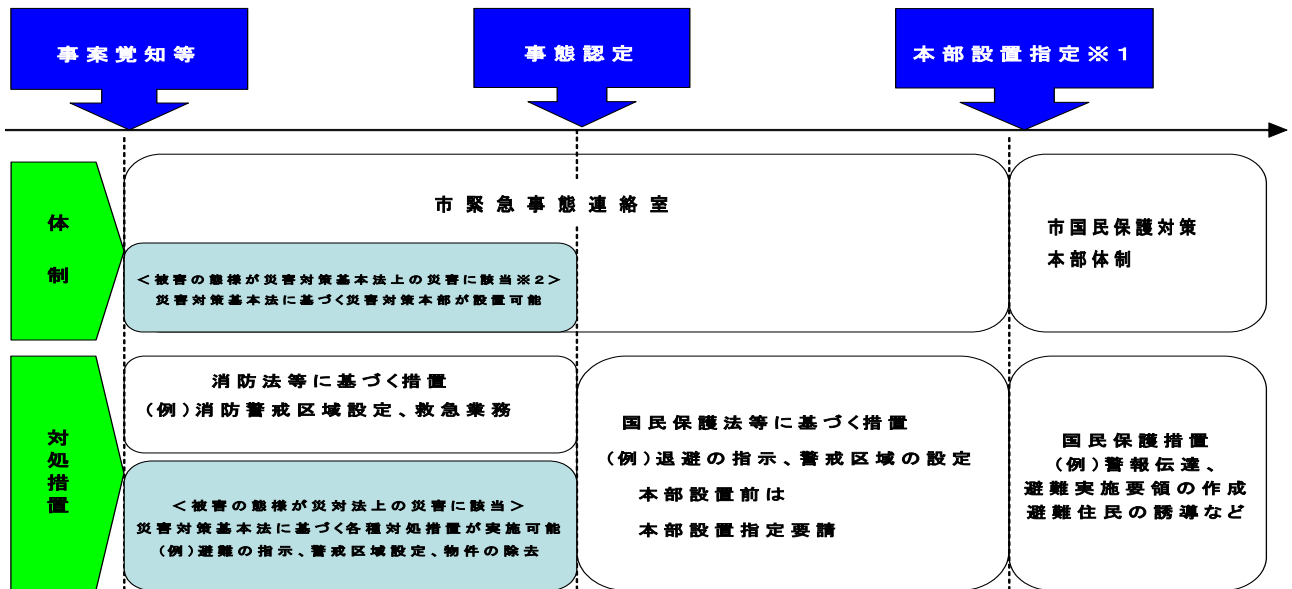 事案覚知等
事態認定
本部設置指定※１
体制
市緊急事態連絡室
＜被害の態様が災害対策基本法上の災害に該当※２＞
災害対策基本法に基づく災害対策本部が設置可能
市国民保護対策
本部体制
対処措置
消防法等に基づく措置
（例）消防警戒区域設定、救急業務
＜被害の態様が災対法上の災害に該当＞
災害対策基本法に基づく各種対処措置が実施可能
（例）避難の指示、警戒区域設定、物件の除去
国民保護法等に基づく措置
（例）退避の指示、警戒区域の設定
本部設置前は
本部設置指定要請
国民保護措置
（例）警報伝達、
避難実施要領の作成
避難住民の誘導など